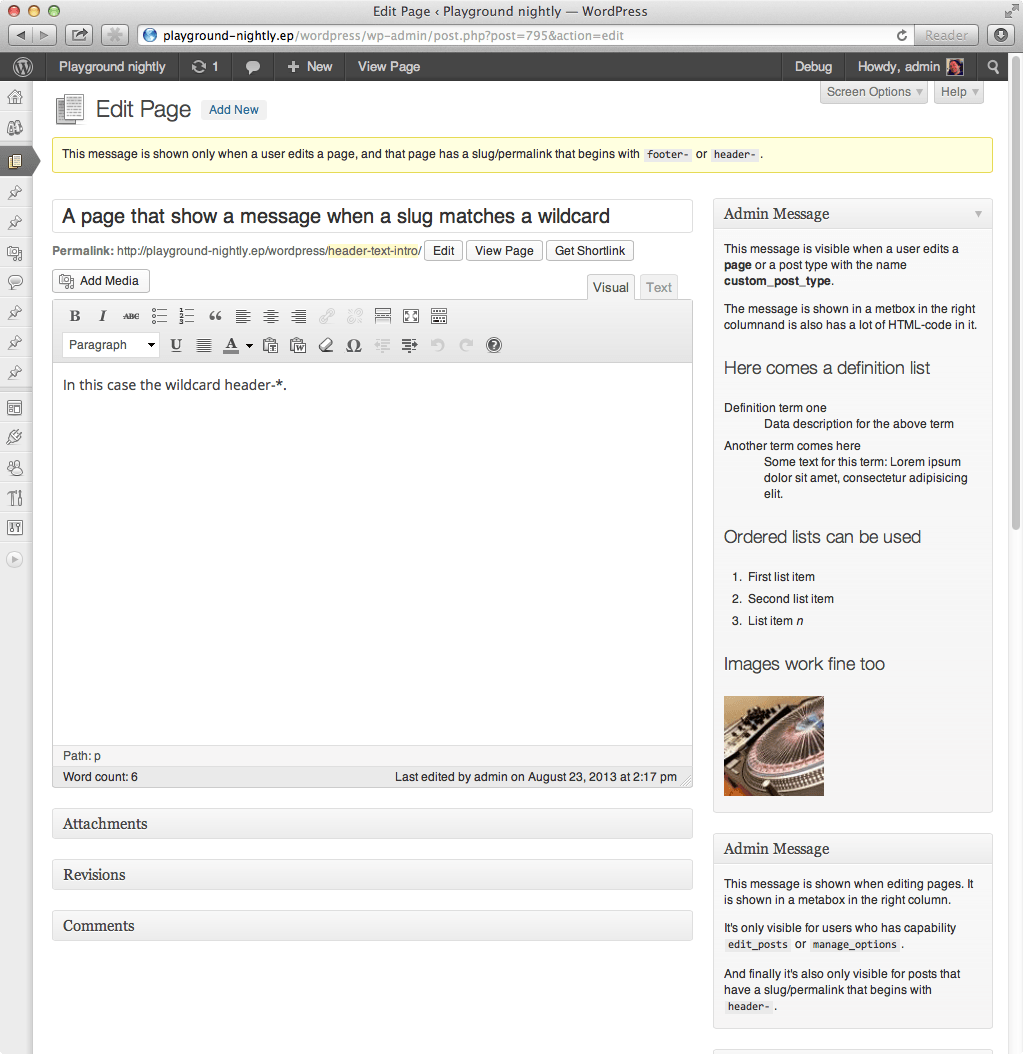 Edit Page ‹ Playground nightly — WordPress
playground-nightly.ep/wordpress/wp-admin/post.php?post=795&action=edit
Reader
Playground nightly
1
New
View Page
Debug
Howdy, admin
Edit Page
Add New
Screen Options
Help
This message is shown only when a user edits a page, and that page has a slug/permalink that begins with footer- or header-.
A page that show a message when a slug matches a wildcard
Permalink: http://playground-nightly.ep/wordpress/header-text-intro/
Edit
View Page
Get Shortlink
Add Media
Visual
Text
B I ABC
Paragraph
U A Ω
In this case the wildcard header-*.
Path: p
Word count: 6
Last edited by admin on August 23, 2013 at 2:17 pm
Attachments
Revisions
Comments
Admin Message
This message is visible when a user edits a
page or a post type with the name
custom_post_type.
The message is shown in a metbox in the right
columnand is also has a lot of HTML-code in it.
Here comes a definition list
Definition term one
Data description for the above term
Another term comes here
Some text for this term: Lorem ipsum
dolor sit amet, consectetur adipisicing
elit.
Ordered lists can be used
1. First list item
2. Second list item
3. List item n
Images work fine too
Admin Message
This message is shown when editing pages. It
is shown in a metabox in the right column.
It's only visible for users who has capability
edit_posts or manage_options.
And finally it's also only visible for posts that
have a slug/permalink that begins with
header-.